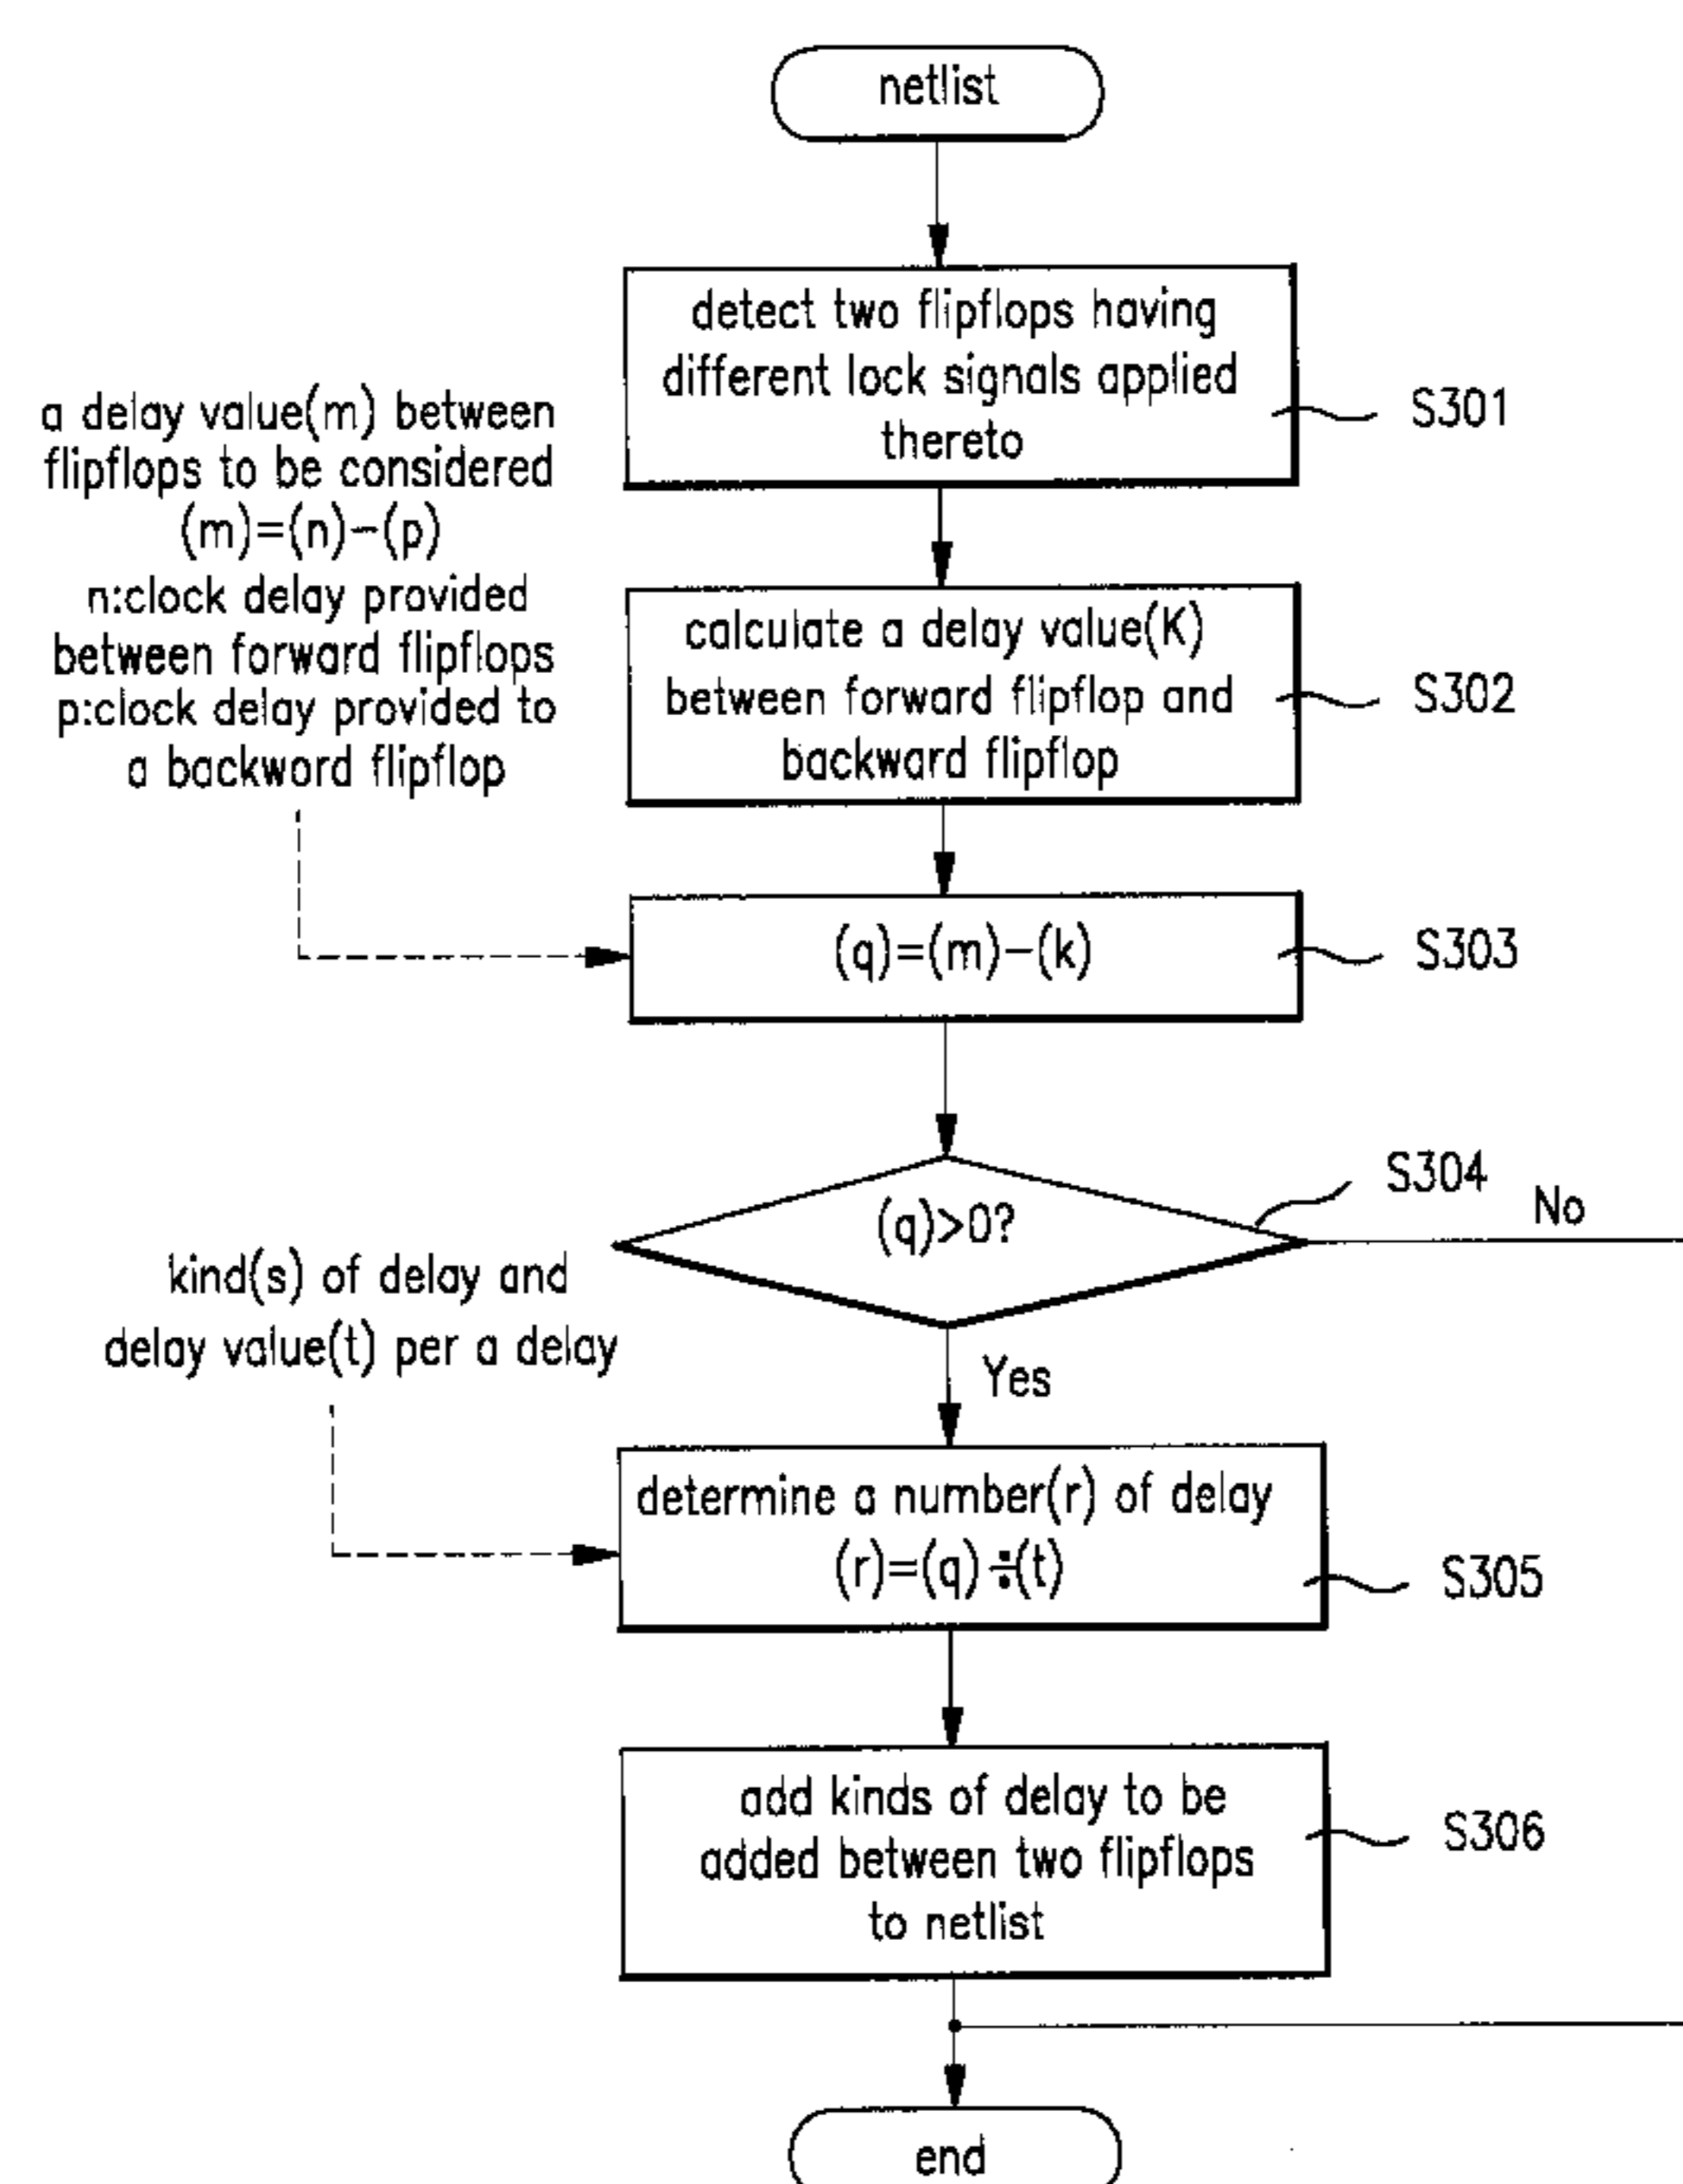 netlist
detect two flipflops having
different lock signals applied
thereto
S301
a delay value(m) between
flipflops to be considered
(m)=(n)-(p)
n:clock delay provided
between forward flipflops
p:clock delay provided to
a backword flipflop
calculate a delay value(K)
between forward flipflop and
backward flipflop
S302
(q)=(m)-(k)
S303
(q)>0?
S304
No
Yes
kind(s) of delay and
delay value(t) per a delay
determine a number(r) of delay
(r)=(q)÷(t)
S305
add kinds of delay to be
added between two flipflops
to netlist
S306
end